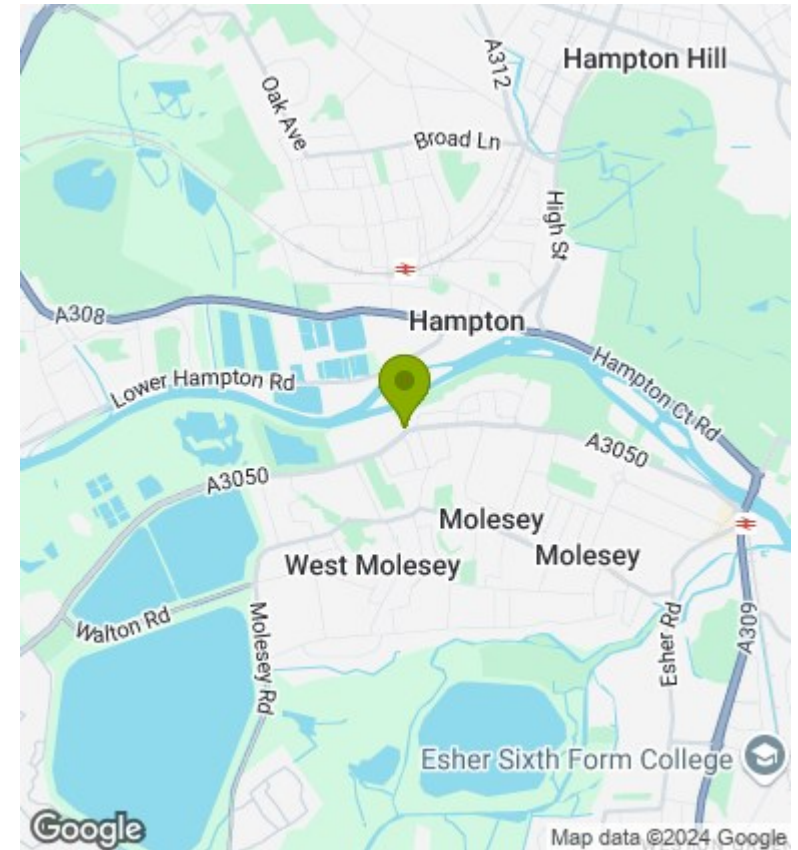 A312
Hampton Hill
Oak Ave
Broad Ln
High St
A308
Hampton
Lower Hampton Rd
Hampton Ct Rd
A3050
A3050
Molesey
West Molesey
Molesey
Walton Rd
Molesey Rd
Esher Rd
A309
Esher Sixth Form College
Google
Map data ©2024 Google